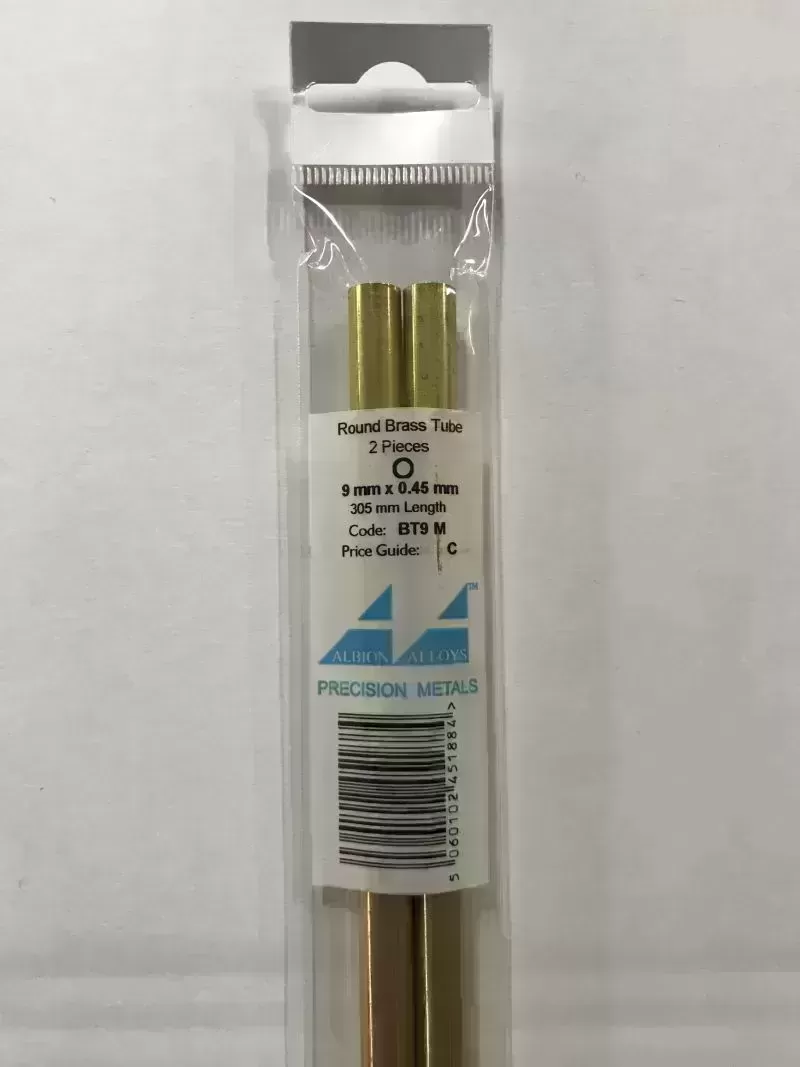 Round Brass Tube
2 Pieces
9 mm x 0.45 mm
305 mm Length
Code: BT9 M
Price Guide: C
TM
ALBION ALLOYS
PRECISION METALS
5 060102 451884 >